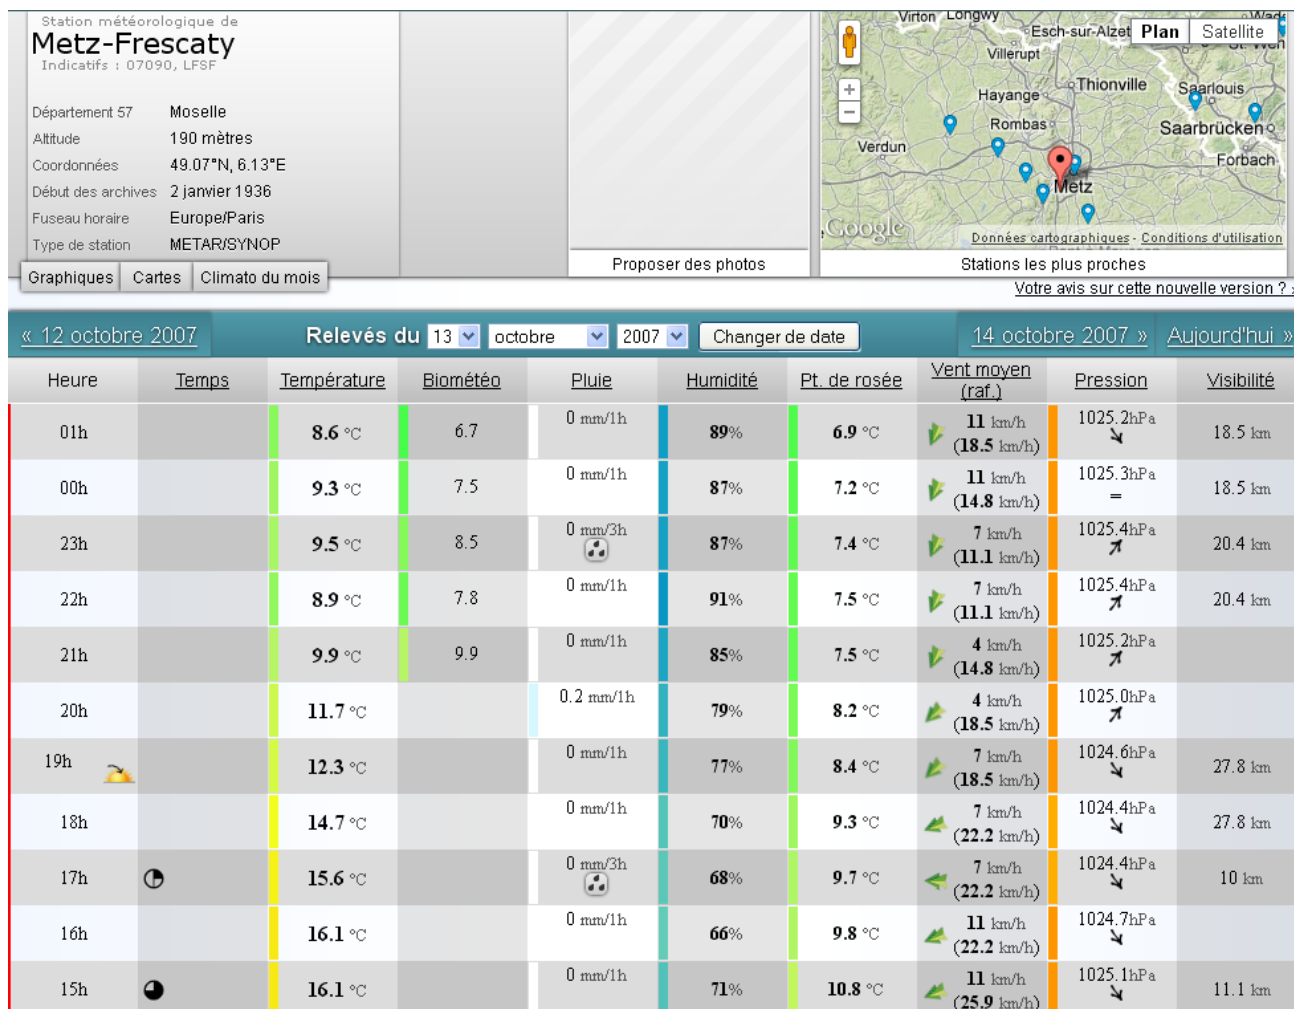 Station météorologique de
Metz-Frescaty
Indicatifs : 07090, LFSF
Département 57 Moselle
Altitude 190 mètres
Coordonnées 49.07°N, 6.13°E
Début des archives 2 janvier 1936
Fuseau horaire Europe/Paris
Type de station METAR/SYNOP
Graphiques Cartes Climato du mois
Proposer des photos
Virton Longwy
Esch-sur-Alzet
Plan Satellite
Villerupt
Hayange Thionville
Saarlouis
Rombas
Saarbrücken
Verdun
Forbach
Metz
Google
Données cartographiques - Conditions d'utilisation
Stations les plus proches
Votre avis sur cette nouvelle version ?
« 12 octobre 2007 Relevés du 13 octobre 2007 Changer de date 14 octobre 2007 » Aujourd'hui »
Heure Temps Température Biométéo Pluie Humidité Pt. de rosée Vent moyen (raf.) Pression Visibilité
01h 8.6 °C 6.7 0 mm/1h 89% 6.9 °C 11 km/h (18.5 km/h) 1025.2hPa 18.5 km
00h 9.3 °C 7.5 0 mm/1h 87% 7.2 °C 11 km/h (14.8 km/h) 1025.3hPa = 18.5 km
23h 9.5 °C 8.5 0 mm/3h 87% 7.4 °C 7 km/h (11.1 km/h) 1025.4hPa 20.4 km
22h 8.9 °C 7.8 0 mm/1h 91% 7.5 °C 7 km/h (11.1 km/h) 1025.4hPa 20.4 km
21h 9.9 °C 9.9 0 mm/1h 85% 7.5 °C 4 km/h (14.8 km/h) 1025.2hPa
20h 11.7 °C 0.2 mm/1h 79% 8.2 °C 4 km/h (18.5 km/h) 1025.0hPa
19h 12.3 °C 0 mm/1h 77% 8.4 °C 7 km/h (18.5 km/h) 1024.6hPa 27.8 km
18h 14.7 °C 0 mm/1h 70% 9.3 °C 7 km/h (22.2 km/h) 1024.4hPa 27.8 km
17h 15.6 °C 0 mm/3h 68% 9.7 °C 7 km/h (22.2 km/h) 1024.4hPa 10 km
16h 16.1 °C 0 mm/1h 66% 9.8 °C 11 km/h (22.2 km/h) 1024.7hPa
15h 16.1 °C 0 mm/1h 71% 10.8 °C 11 km/h (25.9 km/h) 1025.1hPa 11.1 km